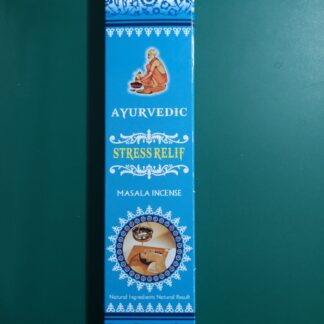 AYURVEDIC
STRESS RELIF
MASALA INCENSE
Natural Ingredients Natural Result